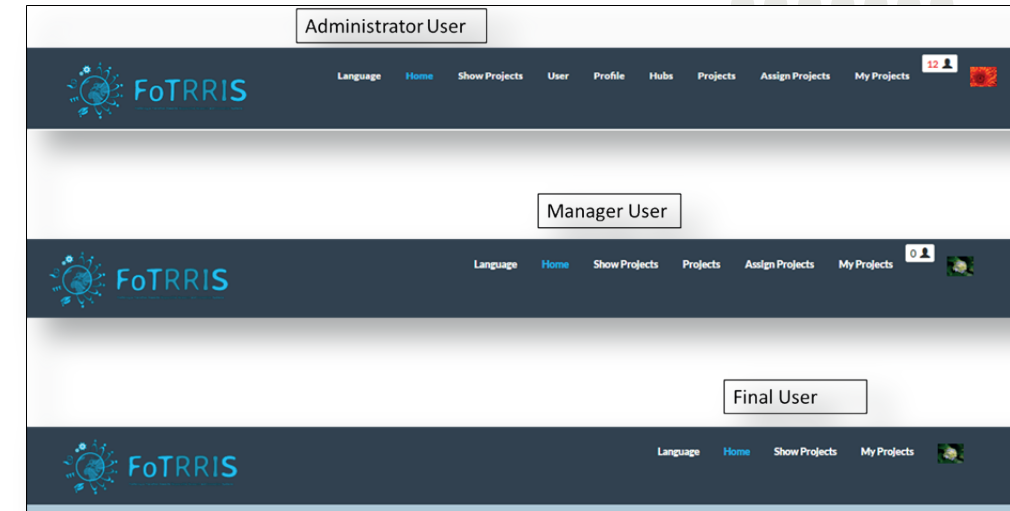 Administrator User
FoTRRIS Language Home Show Projects User Profile Hubs Projects Assign Projects My Projects 12
Manager User
FoTRRIS Language Home Show Projects Projects Assign Projects My Projects 0
Final User
FoTRRIS Language Home Show Projects My Projects